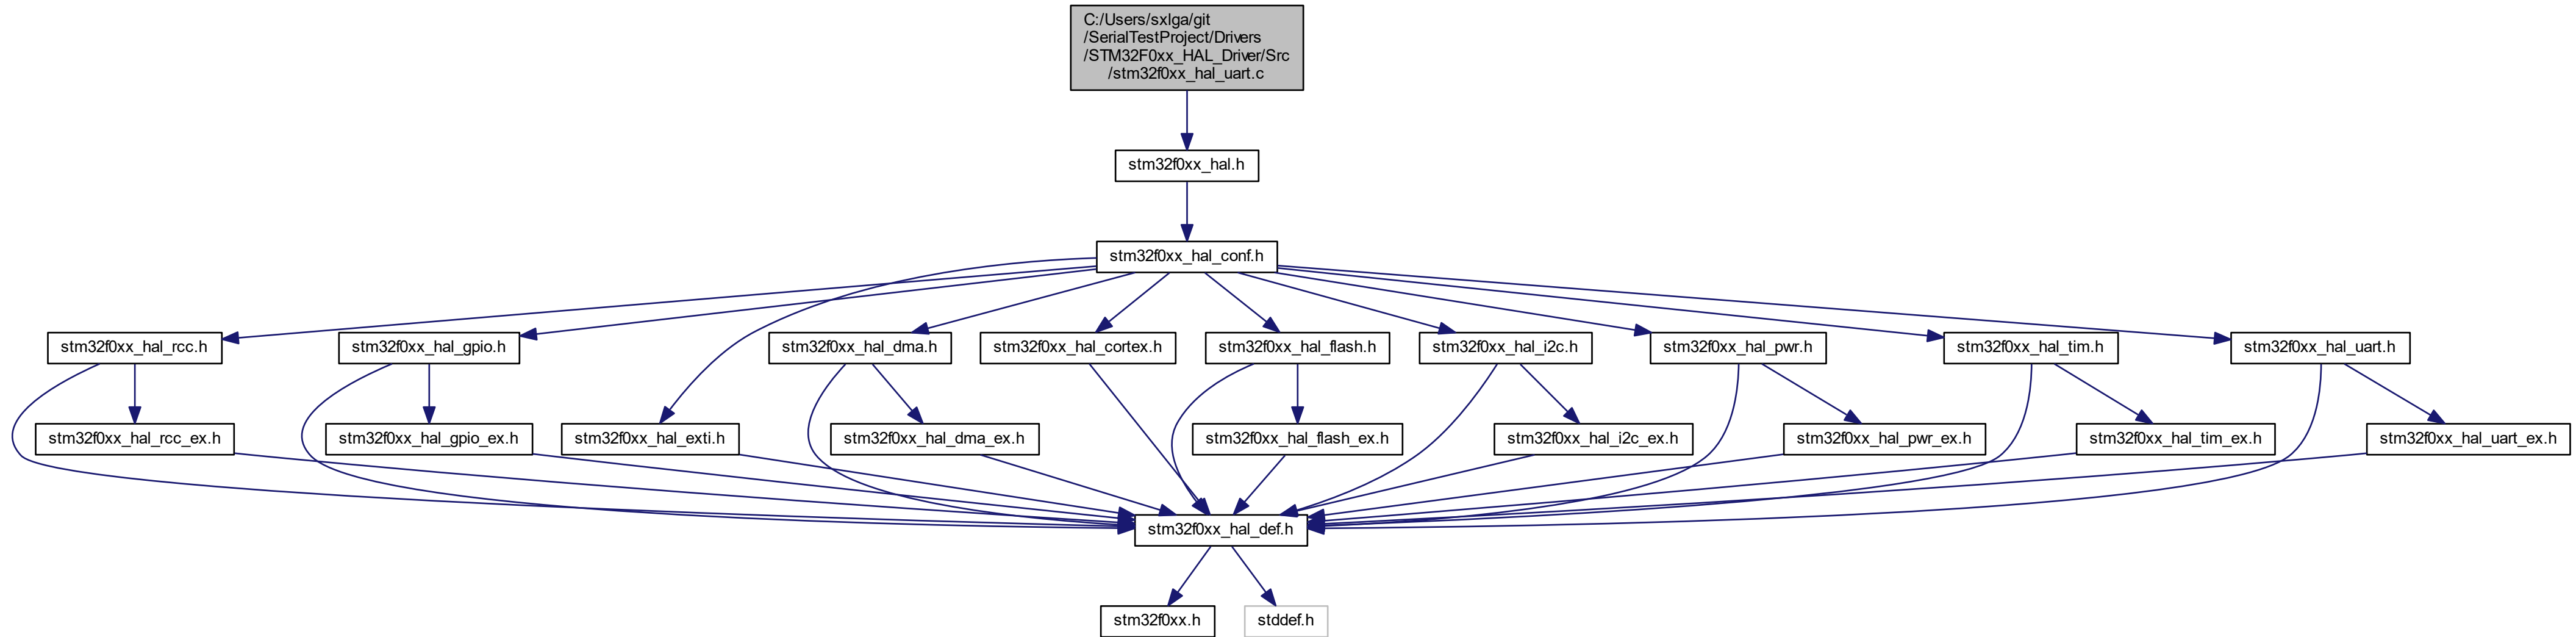 C:/Users/sxlga/git
/SerialTestProject/Drivers
/STM32F0xx_HAL_Driver/Src
/stm32f0xx_hal_uart.c
stm32f0xx_hal.h
stm32f0xx_hal_conf.h
stm32f0xx_hal_rcc.h
stm32f0xx_hal_gpio.h
stm32f0xx_hal_dma.h
stm32f0xx_hal_cortex.h
stm32f0xx_hal_flash.h
stm32f0xx_hal_i2c.h
stm32f0xx_hal_pwr.h
stm32f0xx_hal_tim.h
stm32f0xx_hal_uart.h
stm32f0xx_hal_rcc_ex.h
stm32f0xx_hal_gpio_ex.h
stm32f0xx_hal_exti.h
stm32f0xx_hal_dma_ex.h
stm32f0xx_hal_flash_ex.h
stm32f0xx_hal_i2c_ex.h
stm32f0xx_hal_pwr_ex.h
stm32f0xx_hal_tim_ex.h
stm32f0xx_hal_uart_ex.h
stm32f0xx_hal_def.h
stm32f0xx.h
stddef.h